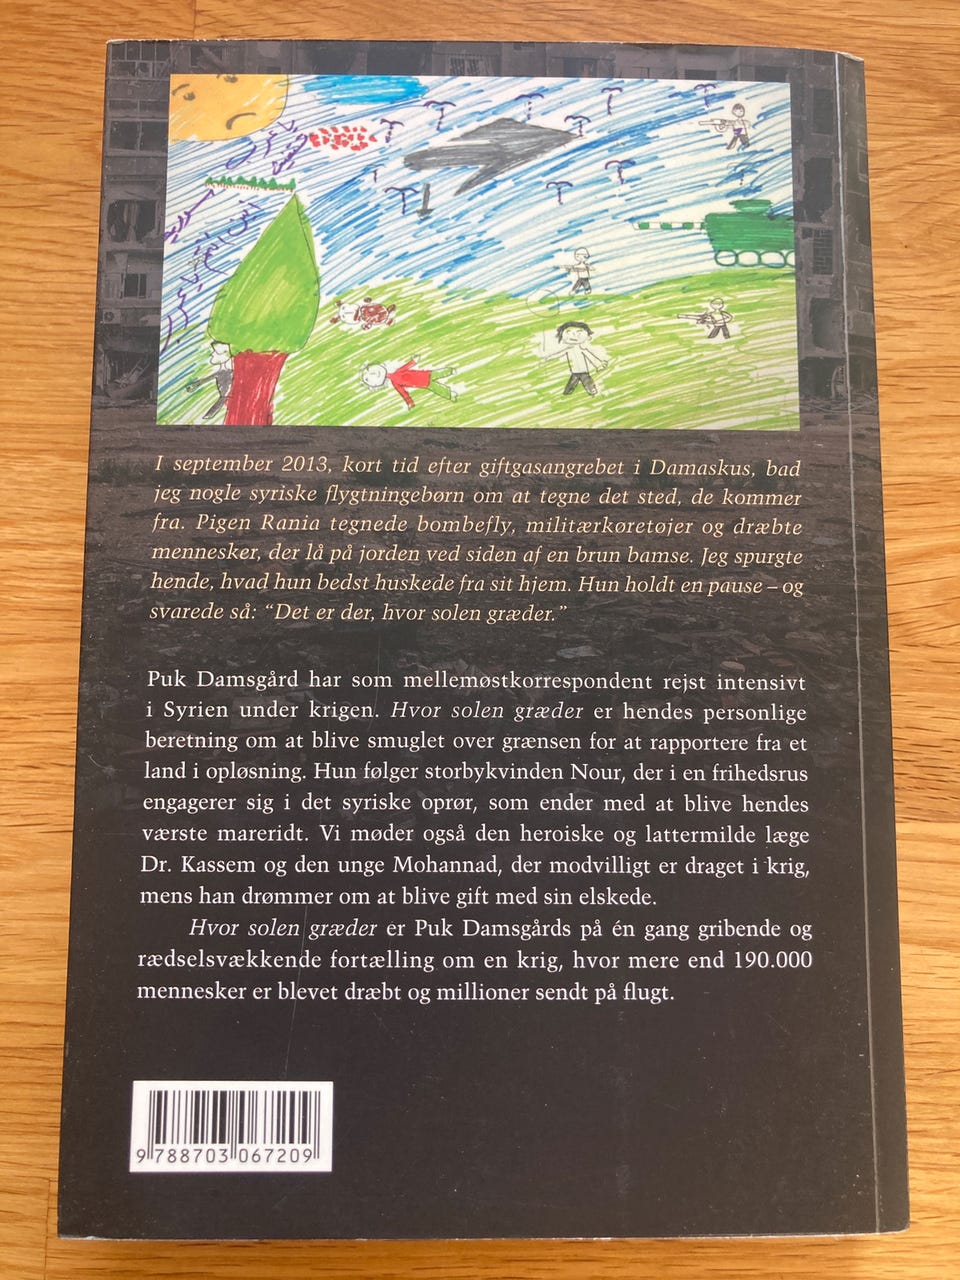 سوريا
I september 2013, kort tid efter giftgasangrebet i Damaskus, bad
jeg nogle syriske flygtningebørn om at tegne det sted, de kommer
fra. Pigen Rania tegnede bombefly, militærkøretøjer og dræbte
mennesker, der lå på jorden ved siden af en brun bamse. Jeg spurgte
hende, hvad hun bedst huskede fra sit hjem. Hun holdt en pause – og
svarede så: “Det er der, hvor solen græder.”
Puk Damsgård har som mellemøstkorrespondent rejst intensivt
i Syrien under krigen. Hvor solen græder er hendes personlige
beretning om at blive smuglet over grænsen for at rapportere fra et
land i opløsning. Hun følger storbykvinden Nour, der i en frihedsrus
engagerer sig i det syriske oprør, som ender med at blive hendes
værste mareridt. Vi møder også den heroiske og lattermilde læge
Dr. Kassem og den unge Mohannad, der modvilligt er draget i krig,
mens han drømmer om at blive gift med sin elskede.
Hvor solen græder er Puk Damsgårds på én gang gribende og
rædselsvækkende fortælling om en krig, hvor mere end 190.000
mennesker er blevet dræbt og millioner sendt på flugt.
9 788703 067209